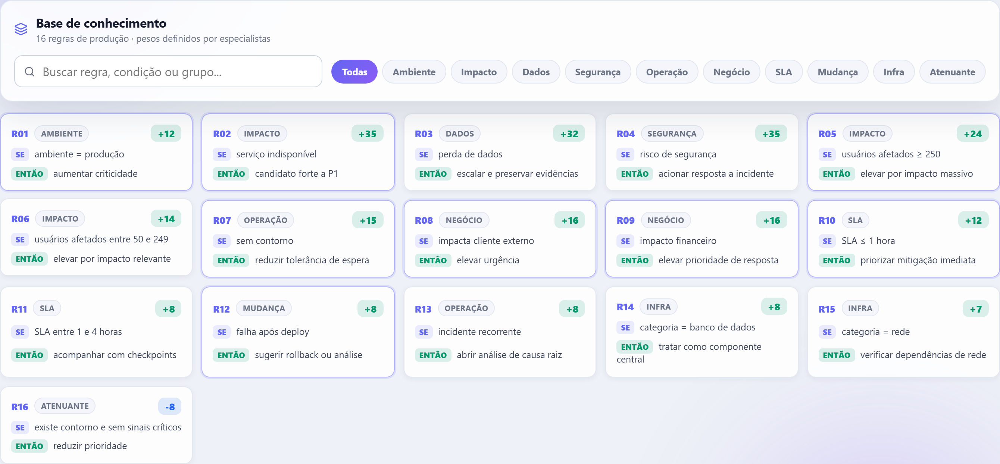 Base de conhecimento
16 regras de produção · pesos definidos por especialistas
Buscar regra, condição ou grupo...
Todas
Ambiente
Impacto
Dados
Segurança
Operação
Negócio
SLA
Mudança
Infra
Atenuante
R01 AMBIENTE +12
SE ambiente = produção
ENTÃO aumentar criticidade
R02 IMPACTO +35
SE serviço indisponível
ENTÃO candidato forte a P1
R03 DADOS +32
SE perda de dados
ENTÃO escalar e preservar evidências
R04 SEGURANÇA +35
SE risco de segurança
ENTÃO acionar resposta a incidente
R05 IMPACTO +24
SE usuários afetados ≥ 250
ENTÃO elevar por impacto massivo
R06 IMPACTO +14
SE usuários afetados entre 50 e 249
ENTÃO elevar por impacto relevante
R07 OPERAÇÃO +15
SE sem contorno
ENTÃO reduzir tolerância de espera
R08 NEGÓCIO +16
SE impacta cliente externo
ENTÃO elevar urgência
R09 NEGÓCIO +16
SE impacto financeiro
ENTÃO elevar prioridade de resposta
R10 SLA +12
SE SLA ≤ 1 hora
ENTÃO priorizar mitigação imediata
R11 SLA +8
SE SLA entre 1 e 4 horas
ENTÃO acompanhar com checkpoints
R12 MUDANÇA +8
SE falha após deploy
ENTÃO sugerir rollback ou análise
R13 OPERAÇÃO +8
SE incidente recorrente
ENTÃO abrir análise de causa raiz
R14 INFRA +8
SE categoria = banco de dados
ENTÃO tratar como componente
central
R15 INFRA +7
SE categoria = rede
ENTÃO verificar dependências de rede
R16 ATENUANTE -8
SE existe contorno e sem sinais críticos
ENTÃO reduzir prioridade